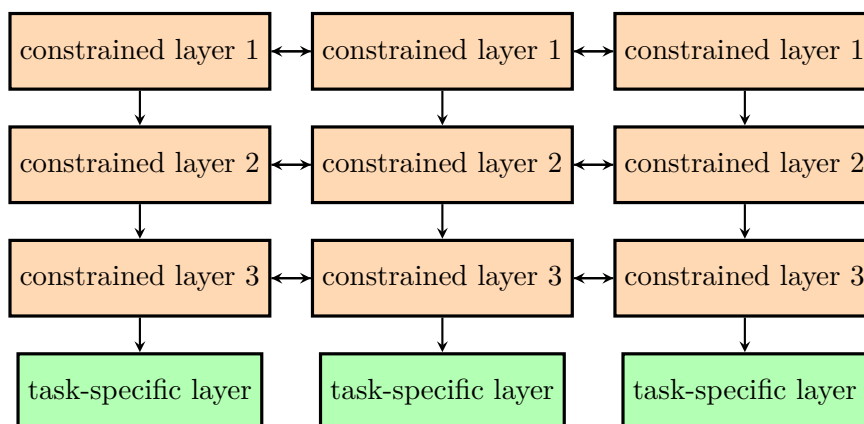 constrained layer 1 constrained layer 1 constrained layer 1
constrained layer 2 constrained layer 2 constrained layer 2
constrained layer 3 constrained layer 3 constrained layer 3
task-specific layer task-specific layer task-specific layer